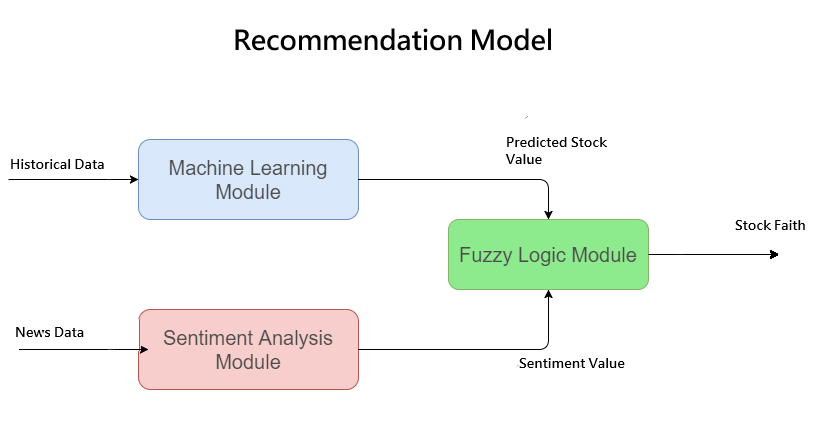 Recommendation Model
Historical Data
Machine Learning
Module
Predicted Stock
Value
Fuzzy Logic Module
Stock Faith
News Data
Sentiment Analysis
Module
Sentiment Value